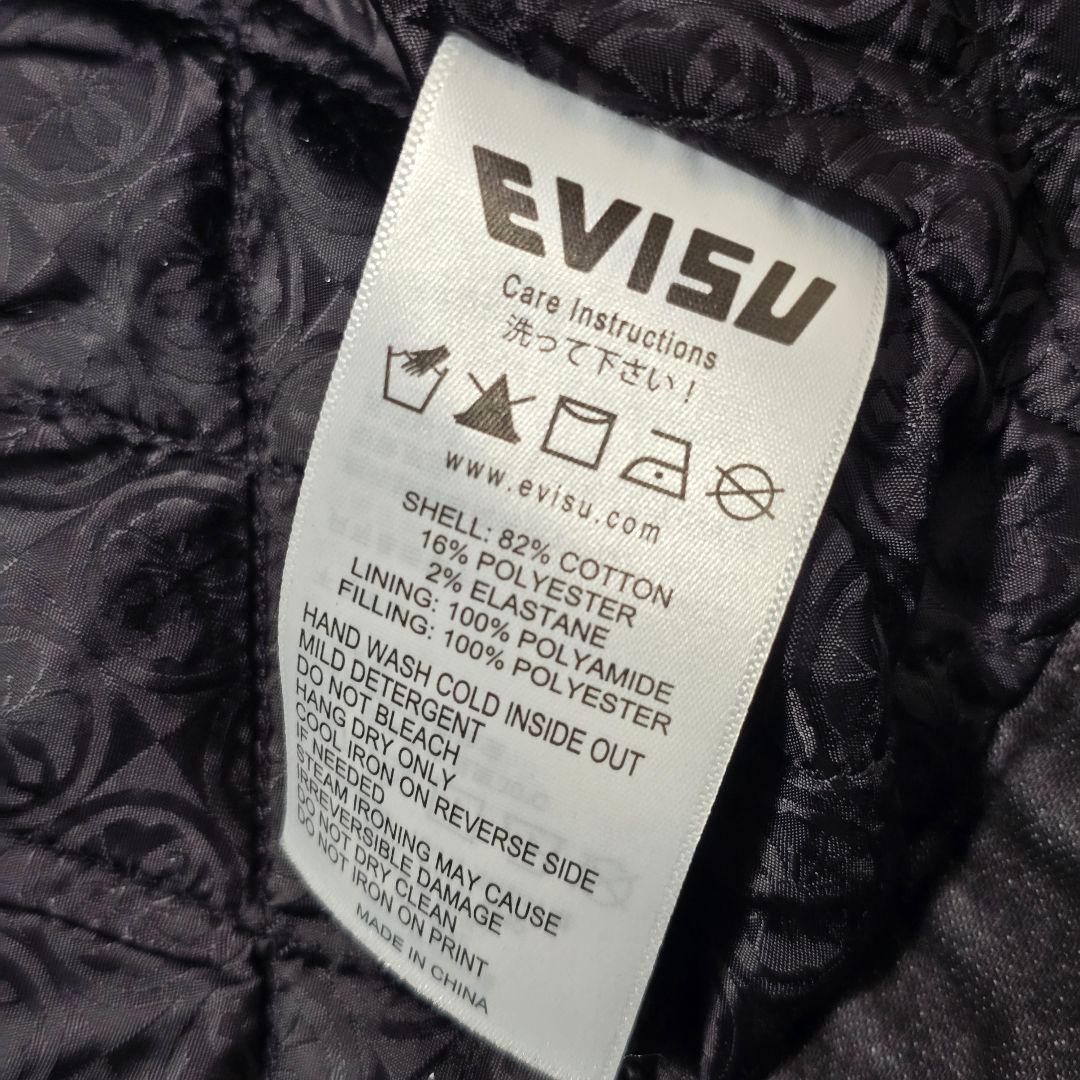 EVISU
Care Instructions
洗って下さい！
www.evisu.com
SHELL: 82% COTTON
16% POLYESTER
2% ELASTANE
LINING: 100% POLYAMIDE
FILLING: 100% POLYESTER
HAND WASH COLD INSIDE OUT
MILD DETERGENT
DO NOT BLEACH
HANG DRY ONLY
COOL IRON ON REVERSE SIDE
IF NEEDED
STEAM IRONING MAY CAUSE
IRREVERSIBLE DAMAGE
DO NOT DRY CLEAN
DO NOT IRON ON PRINT
MADE IN CHINA